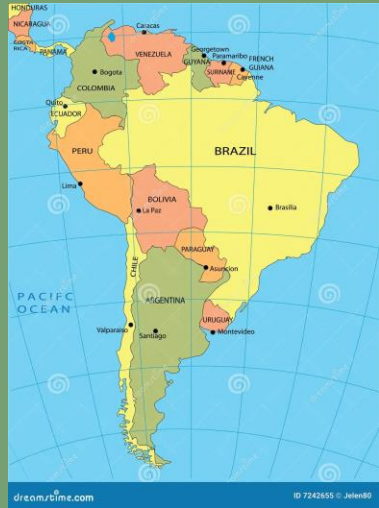 HONDURAS
NICARAGUA
COSTA
RICA
PANAMA
Caracas
VENEZUELA
Georgetown
Paramaribo
FRENCH
GUIANA
GUYANA
SURINAME
Cayenne
Bogota
COLOMBIA
Quito
ECUADOR
PERU
BRAZIL
Lima
BOLIVIA
La Paz
Brasilia
PARAGUAY
Asuncion
CHILE
PACIFC
OCEAN
ARGENTINA
URUGUAY
Valparaino
Santiago
Montevideo
dreamstime.com
ID 7242655 © Jelen80